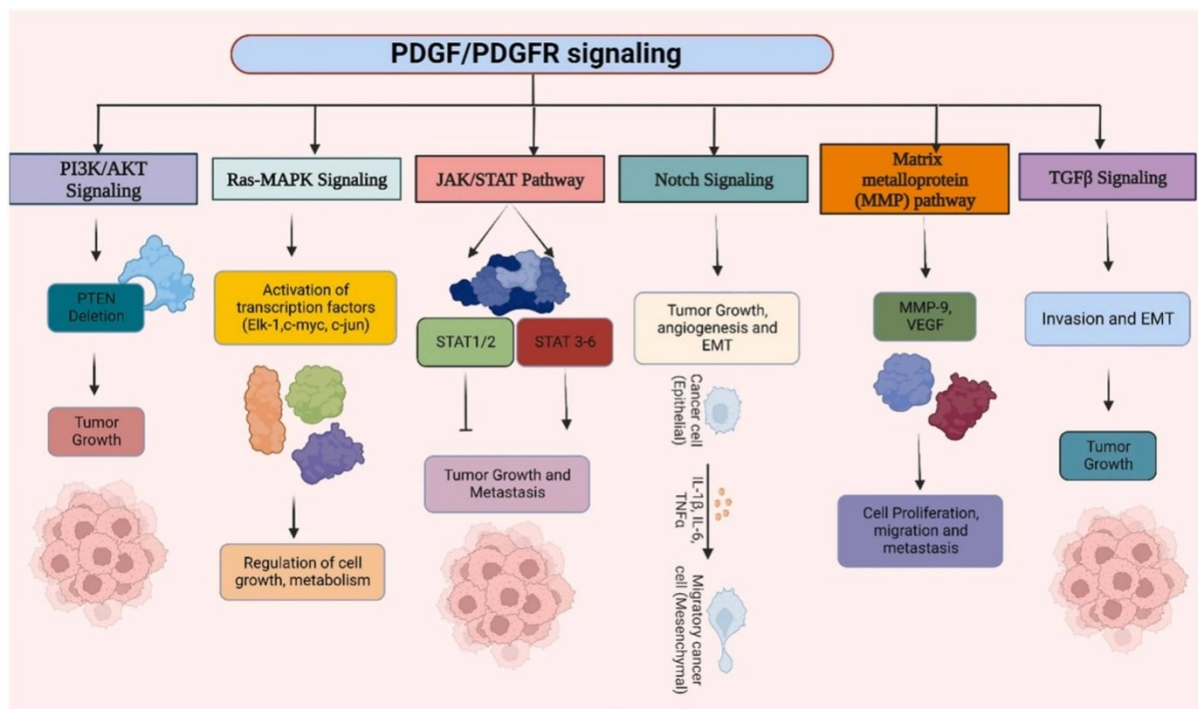 PDGF/PDGFR signaling
PI3K/AKT
Signaling
PTEN
Deletion
Tumor
Growth
Ras-MAPK Signaling
Activation of
transcription factors
(Elk-1,c-myc, c-jun)
Regulation of cell
growth, metabolism
JAK/STAT Pathway
STAT1/2
STAT 3-6
Tumor Growth and
Metastasis
Notch Signaling
Tumor Growth,
angiogenesis and
EMT
Cancer cell
(Epithelial)
IL-1β, IL-6,
TNFα
Migratory cancer
cell (Mesenchymal)
Matrix
metalloprotein
(MMP) pathway
MMP-9,
VEGF
Cell Proliferation,
migration and
metastasis
TGFβ Signaling
Invasion and EMT
Tumor
Growth